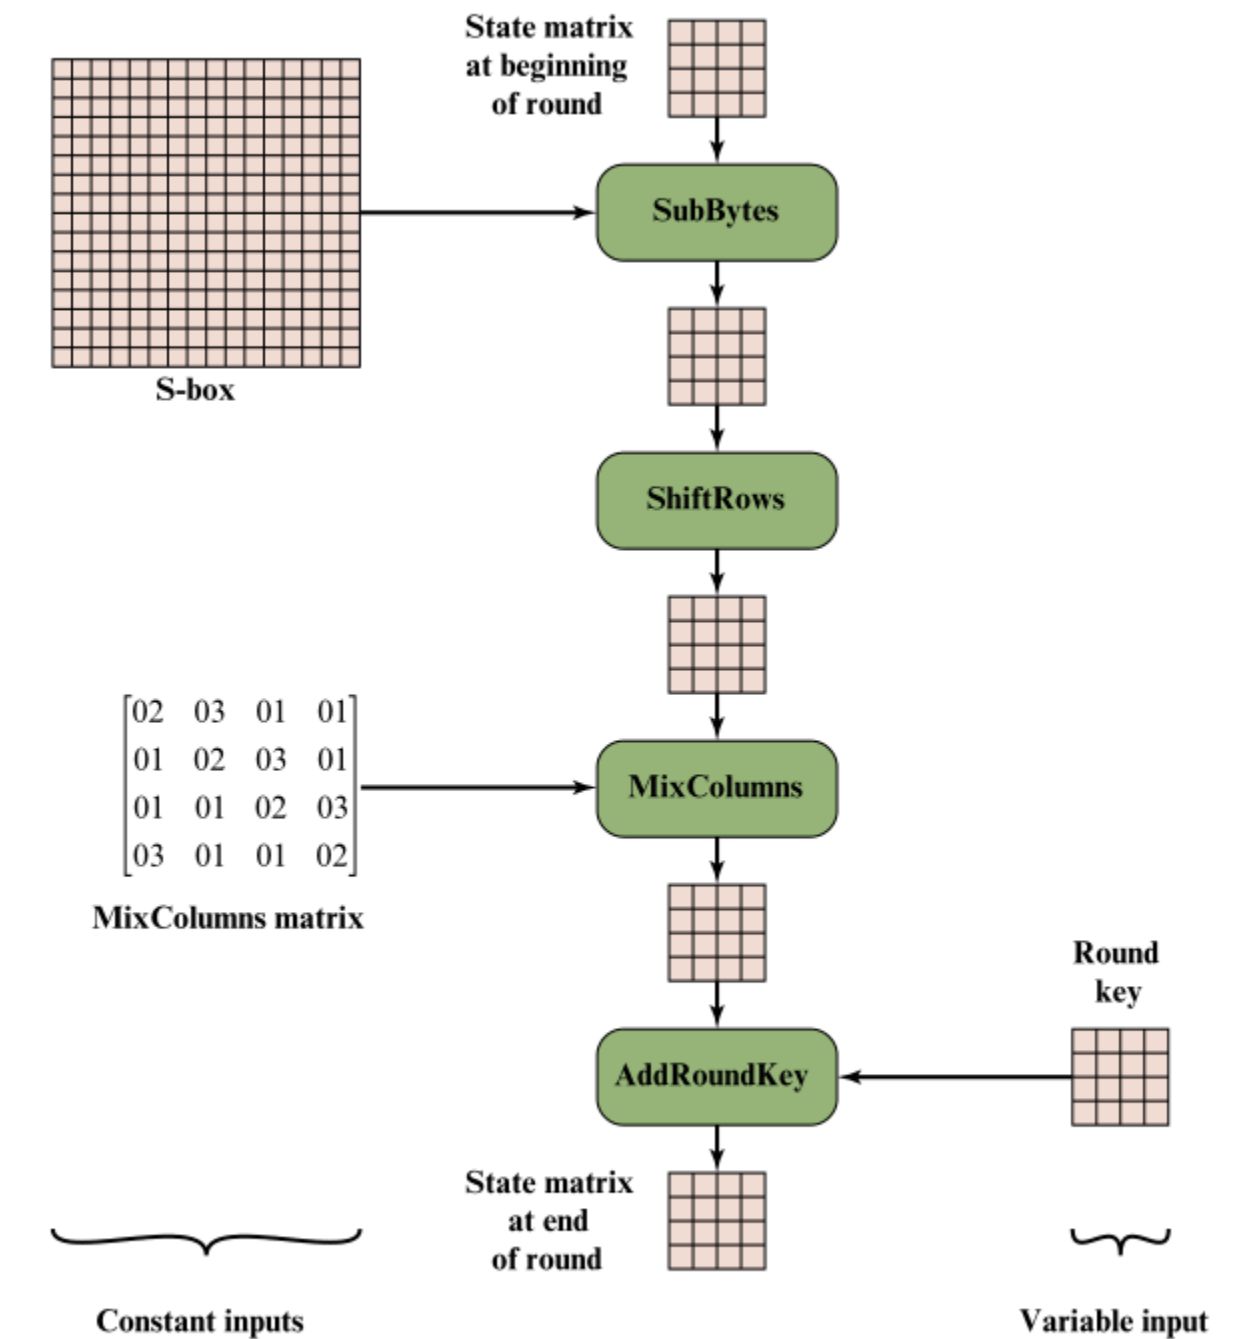 State matrix
at beginning
of round
SubBytes
S-box
ShiftRows
02 03 01 01
01 02 03 01
01 01 02 03
03 01 01 02
MixColumns
MixColumns matrix
Round
key
AddRoundKey
State matrix
at end
of round
Constant inputs
Variable input